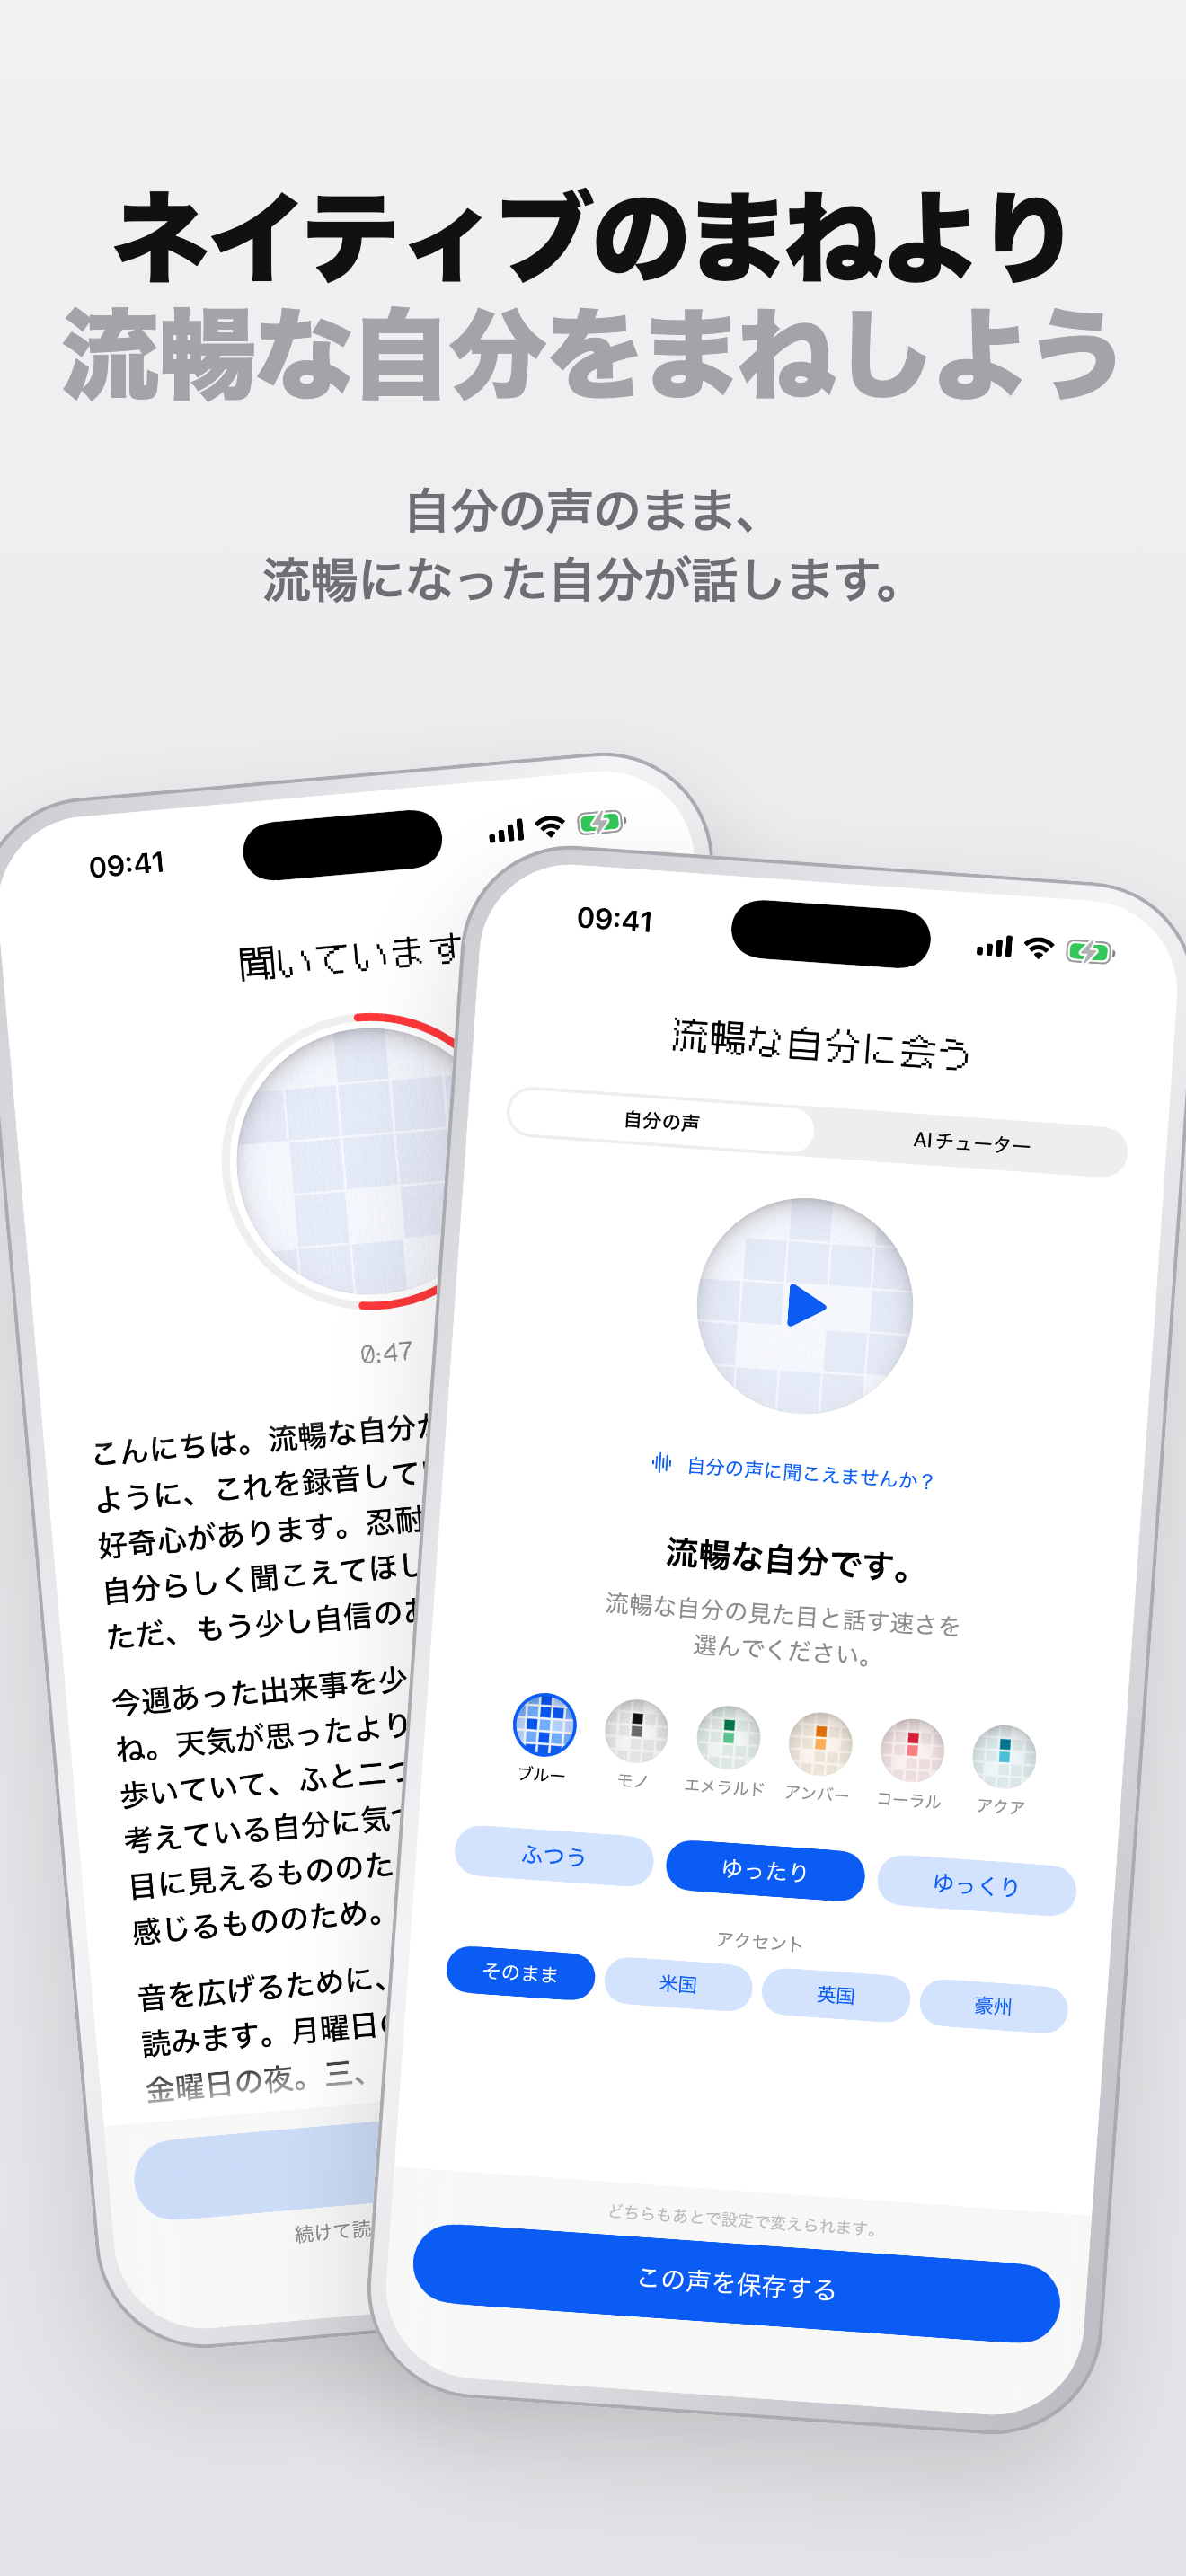 ネイティブのまねより
流暢な自分をまねしよう
自分の声のまま、
流暢になった自分が話します。
09:41
聞いています
0:47
こんにちは。流暢な自分が
ように、これを録音して
好奇心があります。忍耐
自分らしく聞こえてほし
ただ、もう少し自信のあ
今週あった出来事を少
ね。天気が思ったより
歩いていて、ふと二つ
考えている自分に気づ
目に見えるもののた
感じるもののため。
音を広げるために、
読みます。月曜日の
金曜日の夜。三、
続けて読
09:41
流暢な自分に会う
自分の声
AIチューター
自分の声に聞こえませんか？
流暢な自分です。
流暢な自分の見た目と話す速さを
選んでください。
ブルー モノ エメラルド アンバー コーラル アクア
ふつう ゆったり ゆっくり
アクセント
そのまま 米国 英国 豪州
どちらもあとで設定で変えられます。
この声を保存する